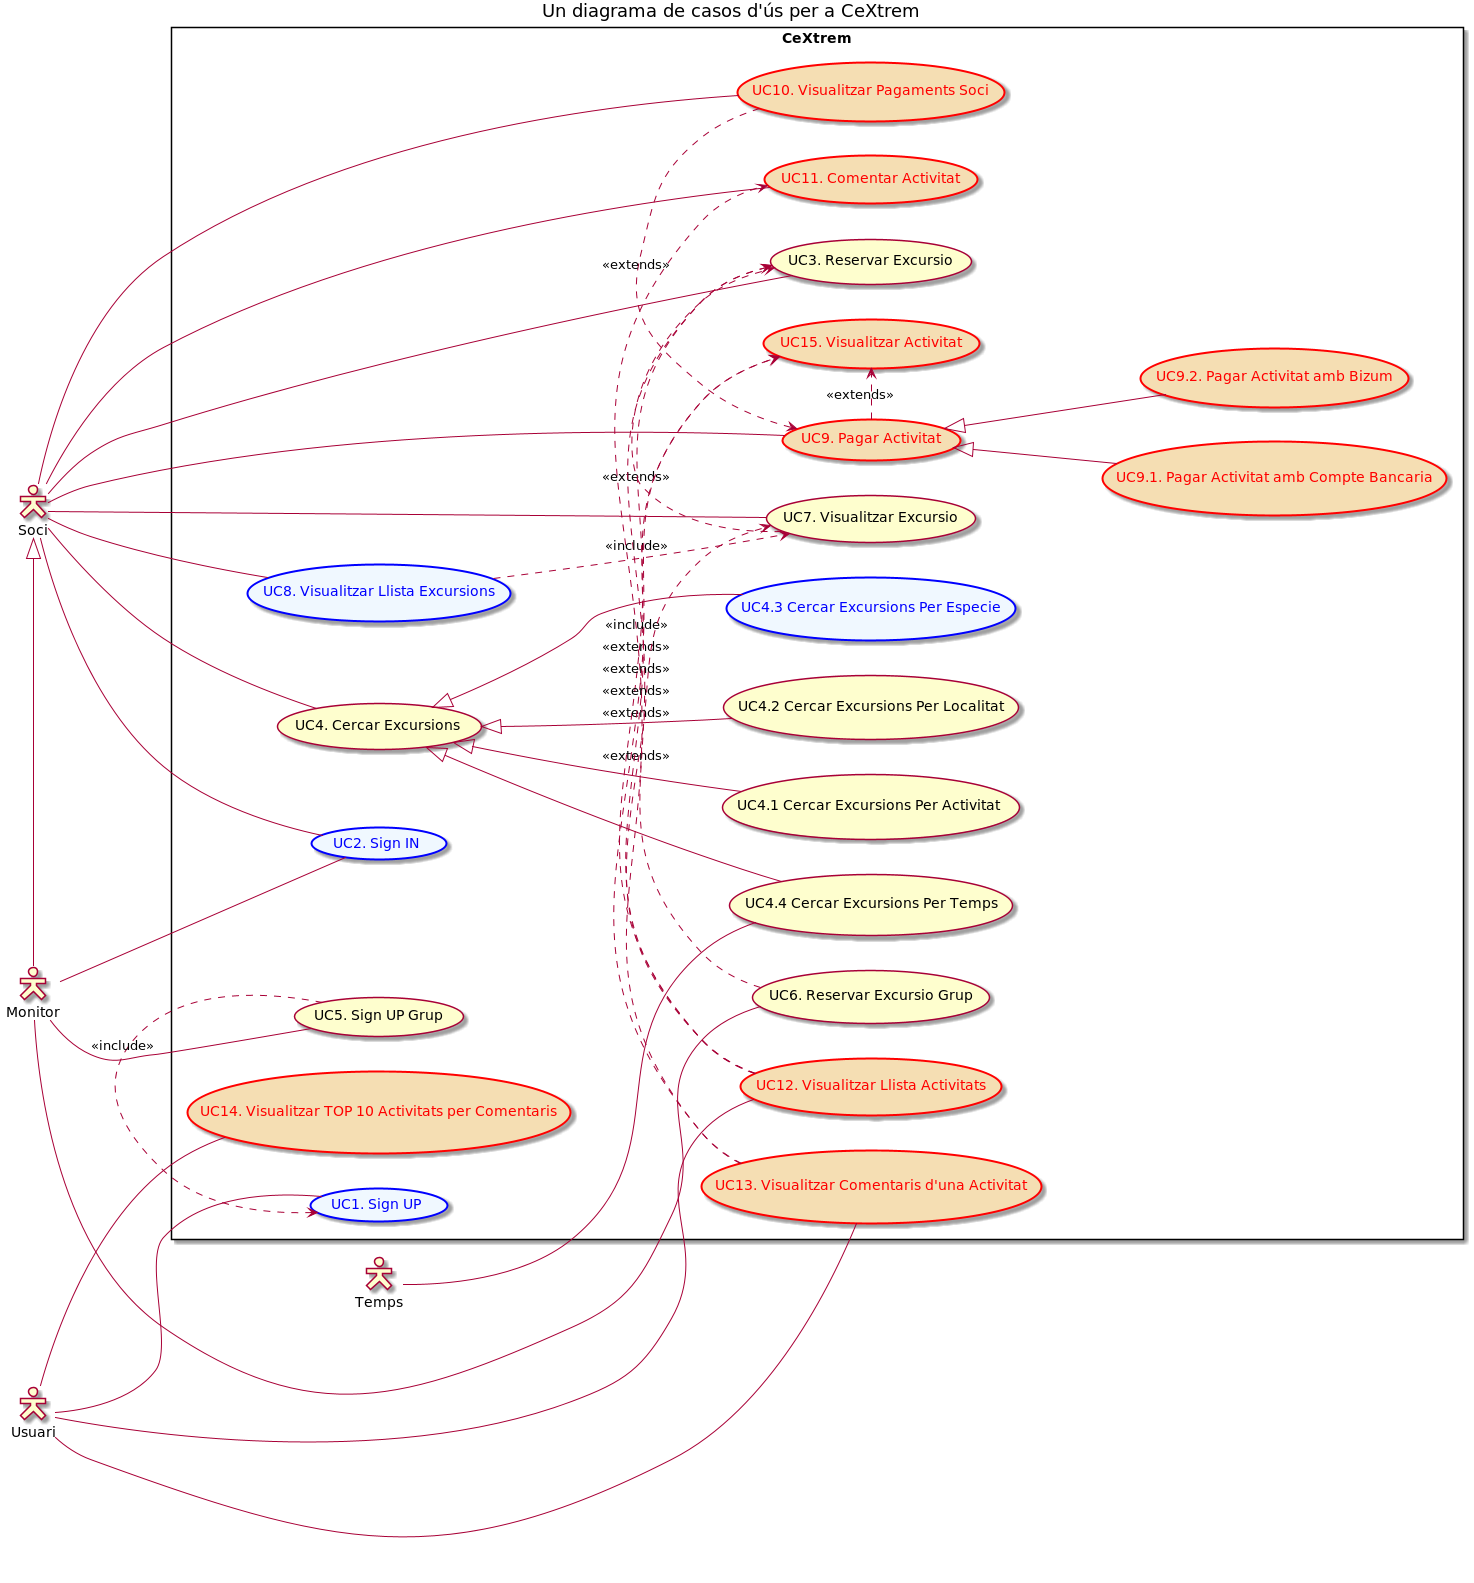 Un diagrama de casos d'ús per a CeXtrem
CeXtrem
UC10. Visualitzar Pagaments Soci
UC11. Comentar Activitat
UC3. Reservar Excursio
«extends»
UC15. Visualitzar Activitat
UC9.2. Pagar Activitat amb Bizum
«extends»
UC9. Pagar Activitat
UC9.1. Pagar Activitat amb Compte Bancaria
«extends»
UC7. Visualitzar Excursio
Soci
«include»
UC8. Visualitzar Llista Excursions
UC4.3 Cercar Excursions Per Especie
«include»
«extends»
«extends»
«extends»
UC4.2 Cercar Excursions Per Localitat
«extends»
UC4. Cercar Excursions
«extends»
UC4.1 Cercar Excursions Per Activitat
UC2. Sign IN
UC4.4 Cercar Excursions Per Temps
UC6. Reservar Excursio Grup
Monitor
UC5. Sign UP Grup
«include»
UC12. Visualitzar Llista Activitats
UC14. Visualitzar TOP 10 Activitats per Comentaris
UC13. Visualitzar Comentaris d'una Activitat
UC1. Sign UP
Temps
Usuari